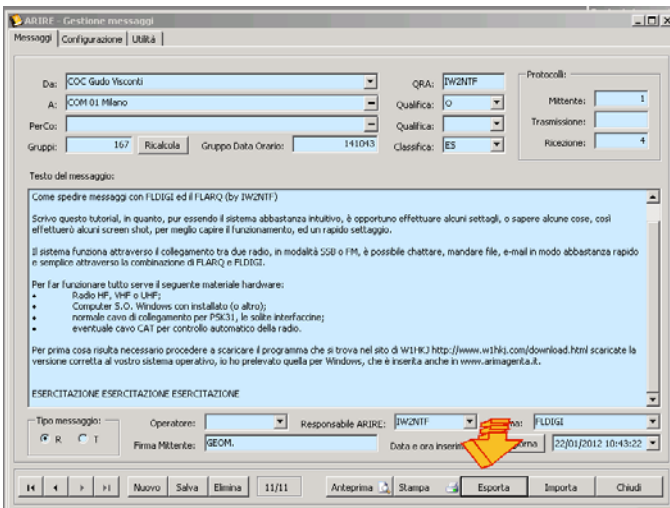 ARIRE - Gestione messaggi
Messaggi Configurazione Utilità
Da: COC Gudo Visconti QRA: IW2NTF Protocolli:
A: COM 01 Milano Qualifica: O Mittente: 1
PerCo: Qualifica: Trasmissione:
Gruppi: 167 Ricalcola Gruppo Data Orario: 141043 Classifica: ES Ricezione: 4
Testo del messaggio:
Come spedire messaggi con FLDIGI ed il FLARQ (by IW2NTF)
Scrivo questo tutorial, in quanto, pur essendo il sistema abbastanza intuitivo, è opportuno effettuare alcuni settagli, o sapere alcune cose, così
effettuerò alcuni screen shot, per meglio capire il funzionamento, ed un rapido settaggio.
Il sistema funziona attraverso il collegamento tra due radio, in modalità SSB o FM, è possbile chattare, mandare file, e-mail in modo abbastanza rapido
e semplice attraverso la combinazione di FLARQ e FLDIGI.
Per far funzionare tutto serve il seguente materiale hardware:
• Radio HF, VHF o UHF;
• Computer S.O. Windows con installato (o altro);
• normale cavo di collegamento per PSK31, le solite interfaccine;
• eventuale cavo CAT per controllo automatico della radio.
Per prima cosa risulta necessario procedere a scaricare il programma che si trova nel sito di W1HKJ http://www.w1hkj.com/download.html scaricate la
versione corretta al vostro sistema operativo, io ho prelevato quella per Windows, che è inserita anche in www.arimagenta.it.
ESERCITAZIONE ESERCITAZIONE ESERCITAZIONE
Tipo messaggio: Operatore: Responsabile ARIRE: IW2NTF FLDIGI
R T Firma Mittente: GEOM. Data e ora 22/01/2012 10:43:22
Nuovo Salva Elimina 11/11 Anteprima Stampa Esporta Importa Chiudi